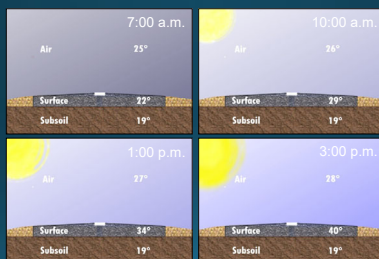 7:00 a.m.
Air 25°
Surface 22°
Subsoil 19°
10:00 a.m.
Air 26°
Surface 29°
Subsoil 19°
1:00 p.m.
Air 27°
Surface 34°
Subsoil 19°
3:00 p.m.
Air 28°
Surface 40°
Subsoil 19°